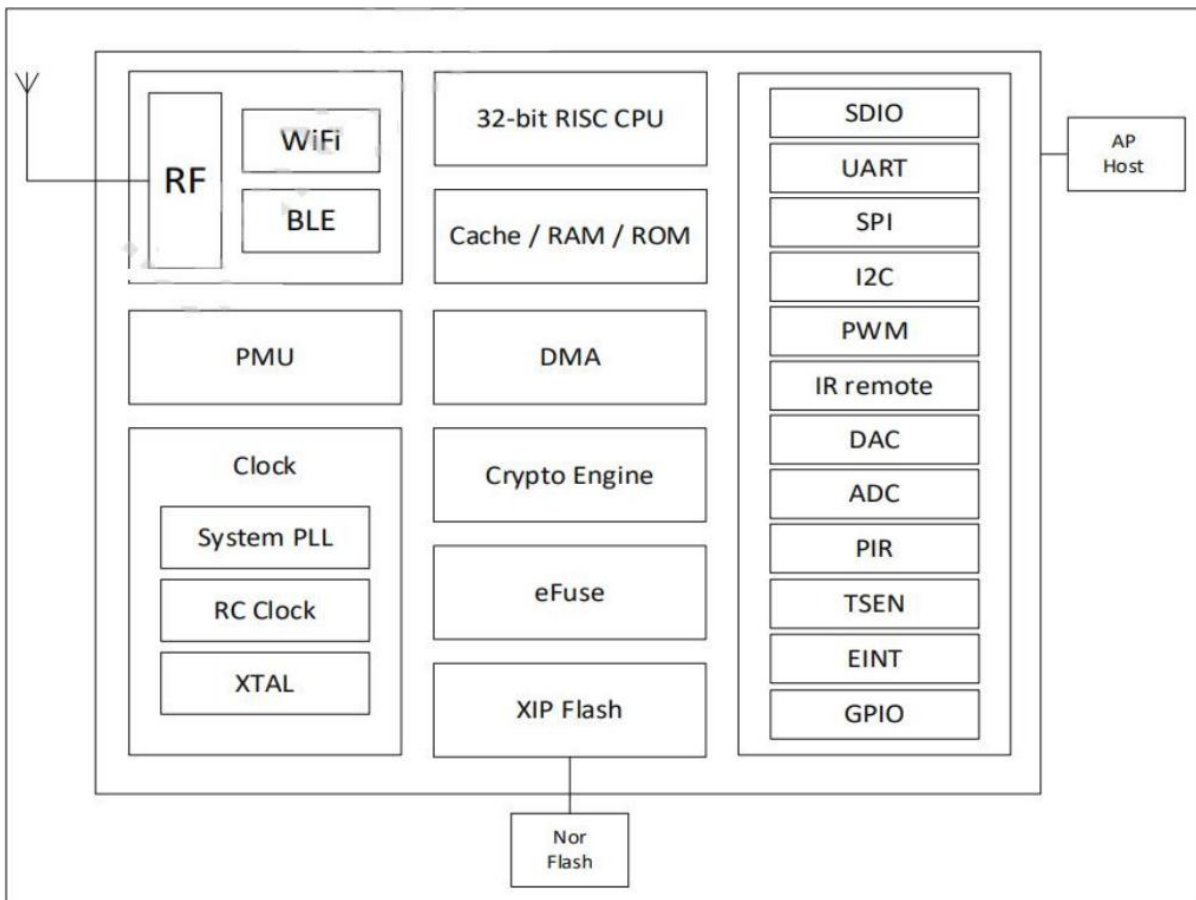 RF
WiFi
BLE
PMU
Clock
System PLL
RC Clock
XTAL
32-bit RISC CPU
Cache / RAM / ROM
DMA
Crypto Engine
eFuse
XIP Flash
Nor
Flash
SDIO
UART
SPI
I2C
PWM
IR remote
DAC
ADC
PIR
TSEN
EINT
GPIO
AP
Host